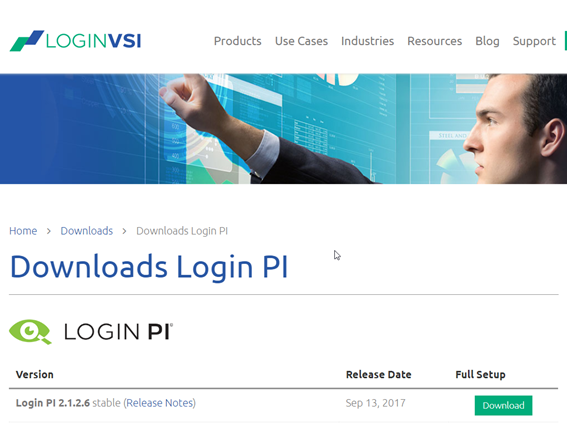 LOGINVSI
Products Use Cases Industries Resources Blog Support
Home > Downloads > Downloads Login PI
Downloads Login PI
LOGIN PI®
Version Release Date Full Setup
Login PI 2.1.2.6 stable (Release Notes) Sep 13, 2017 Download